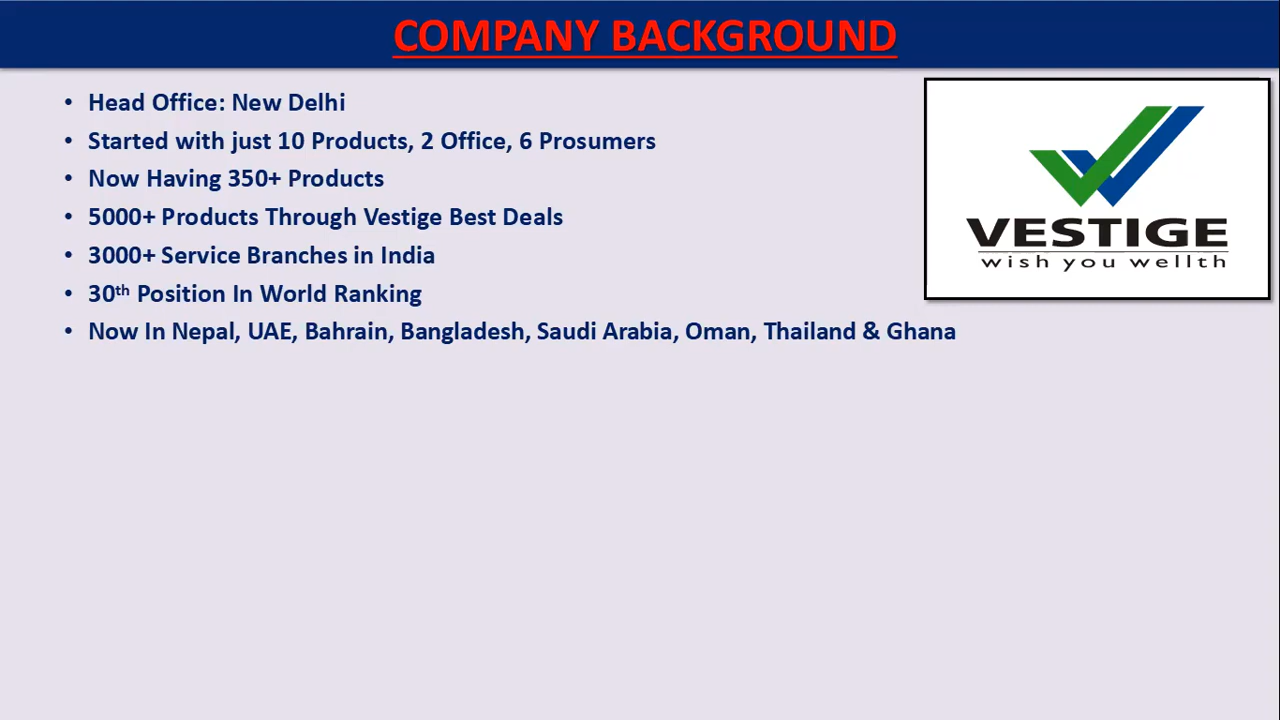 COMPANY BACKGROUND
• Head Office: New Delhi
• Started with just 10 Products, 2 Office, 6 Prosumers
• Now Having 350+ Products
• 5000+ Products Through Vestige Best Deals
• 3000+ Service Branches in India
• 30th Position In World Ranking
• Now In Nepal, UAE, Bahrain, Bangladesh, Saudi Arabia, Oman, Thailand & Ghana
VESTIGE
wish you wellth